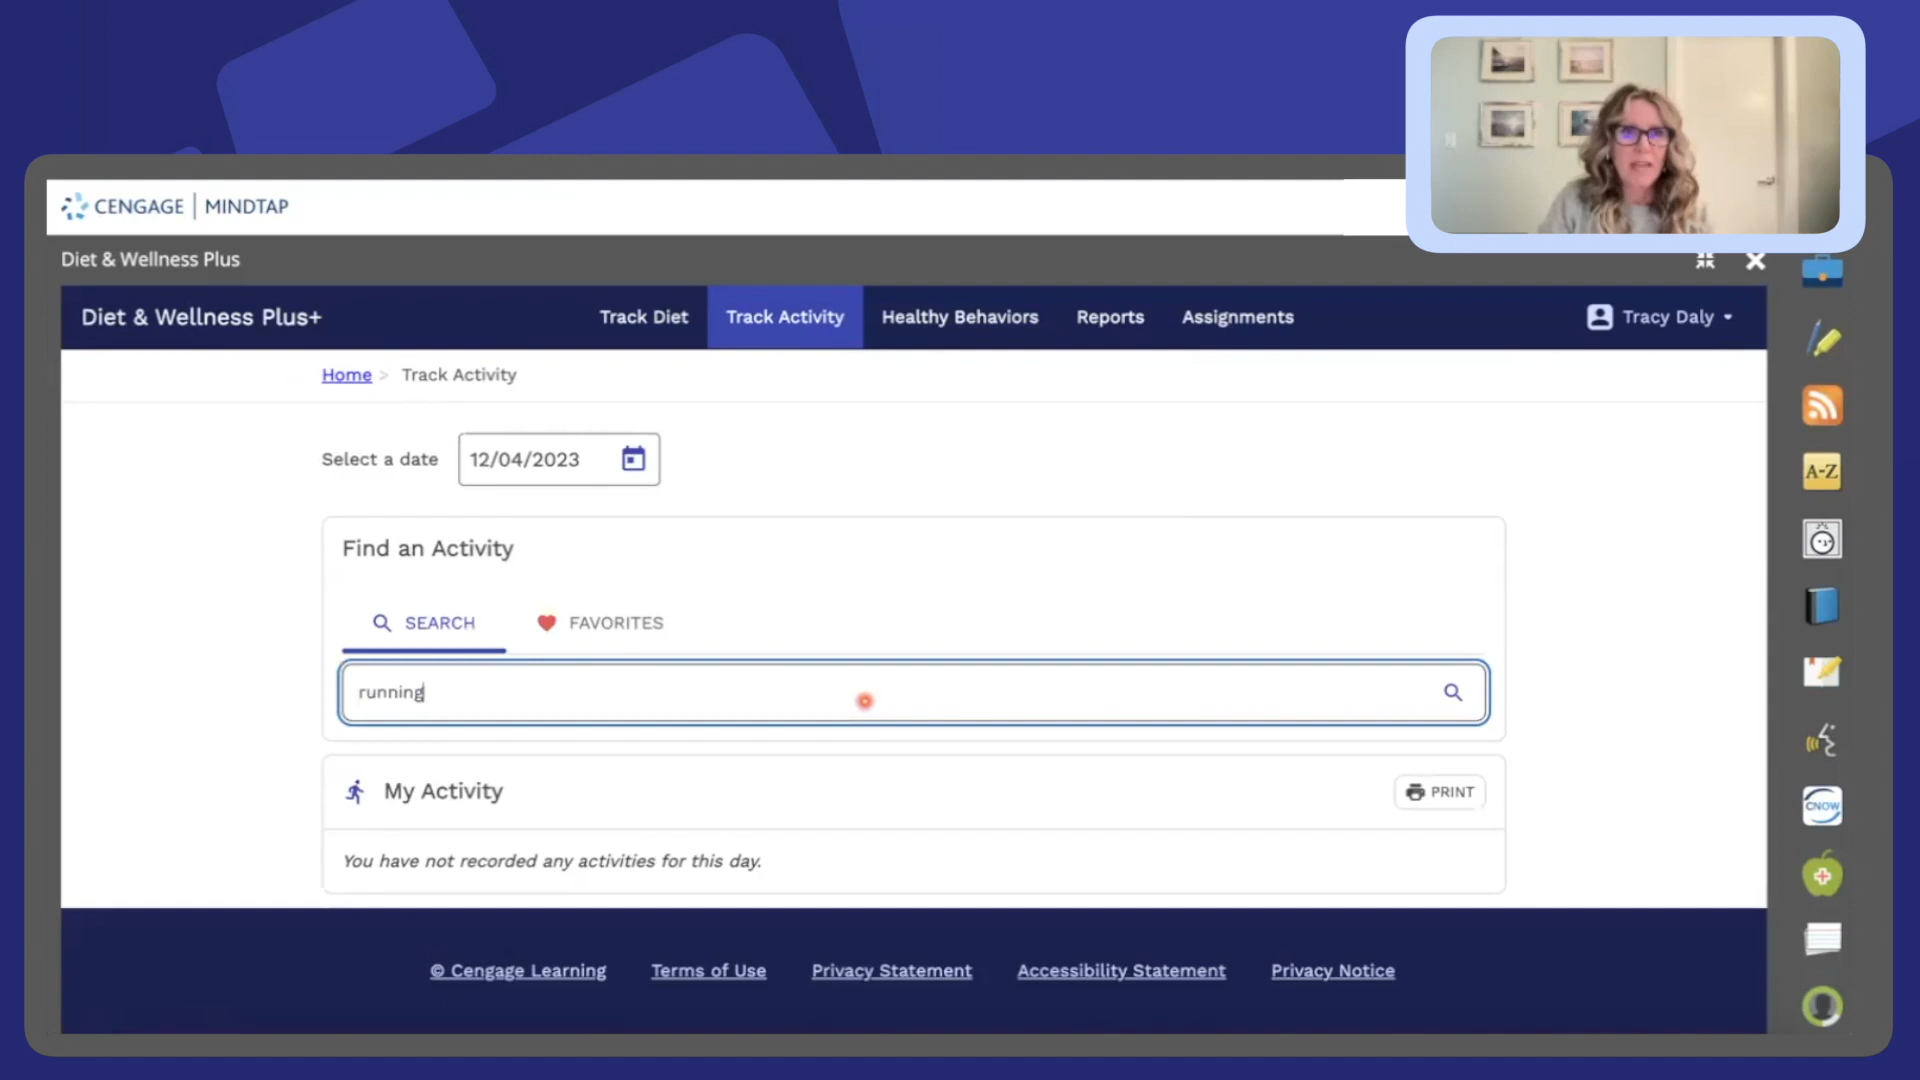 CENGAGE | MINDTAP
Diet & Wellness Plus
Diet & Wellness Plus+
Track Diet
Track Activity
Healthy Behaviors
Reports
Assignments
Tracy Daly
Home > Track Activity
Select a date
12/04/2023
Find an Activity
SEARCH
FAVORITES
running
My Activity
PRINT
You have not recorded any activities for this day.
© Cengage Learning
Terms of Use
Privacy Statement
Accessibility Statement
Privacy Notice
A-Z
CNOW